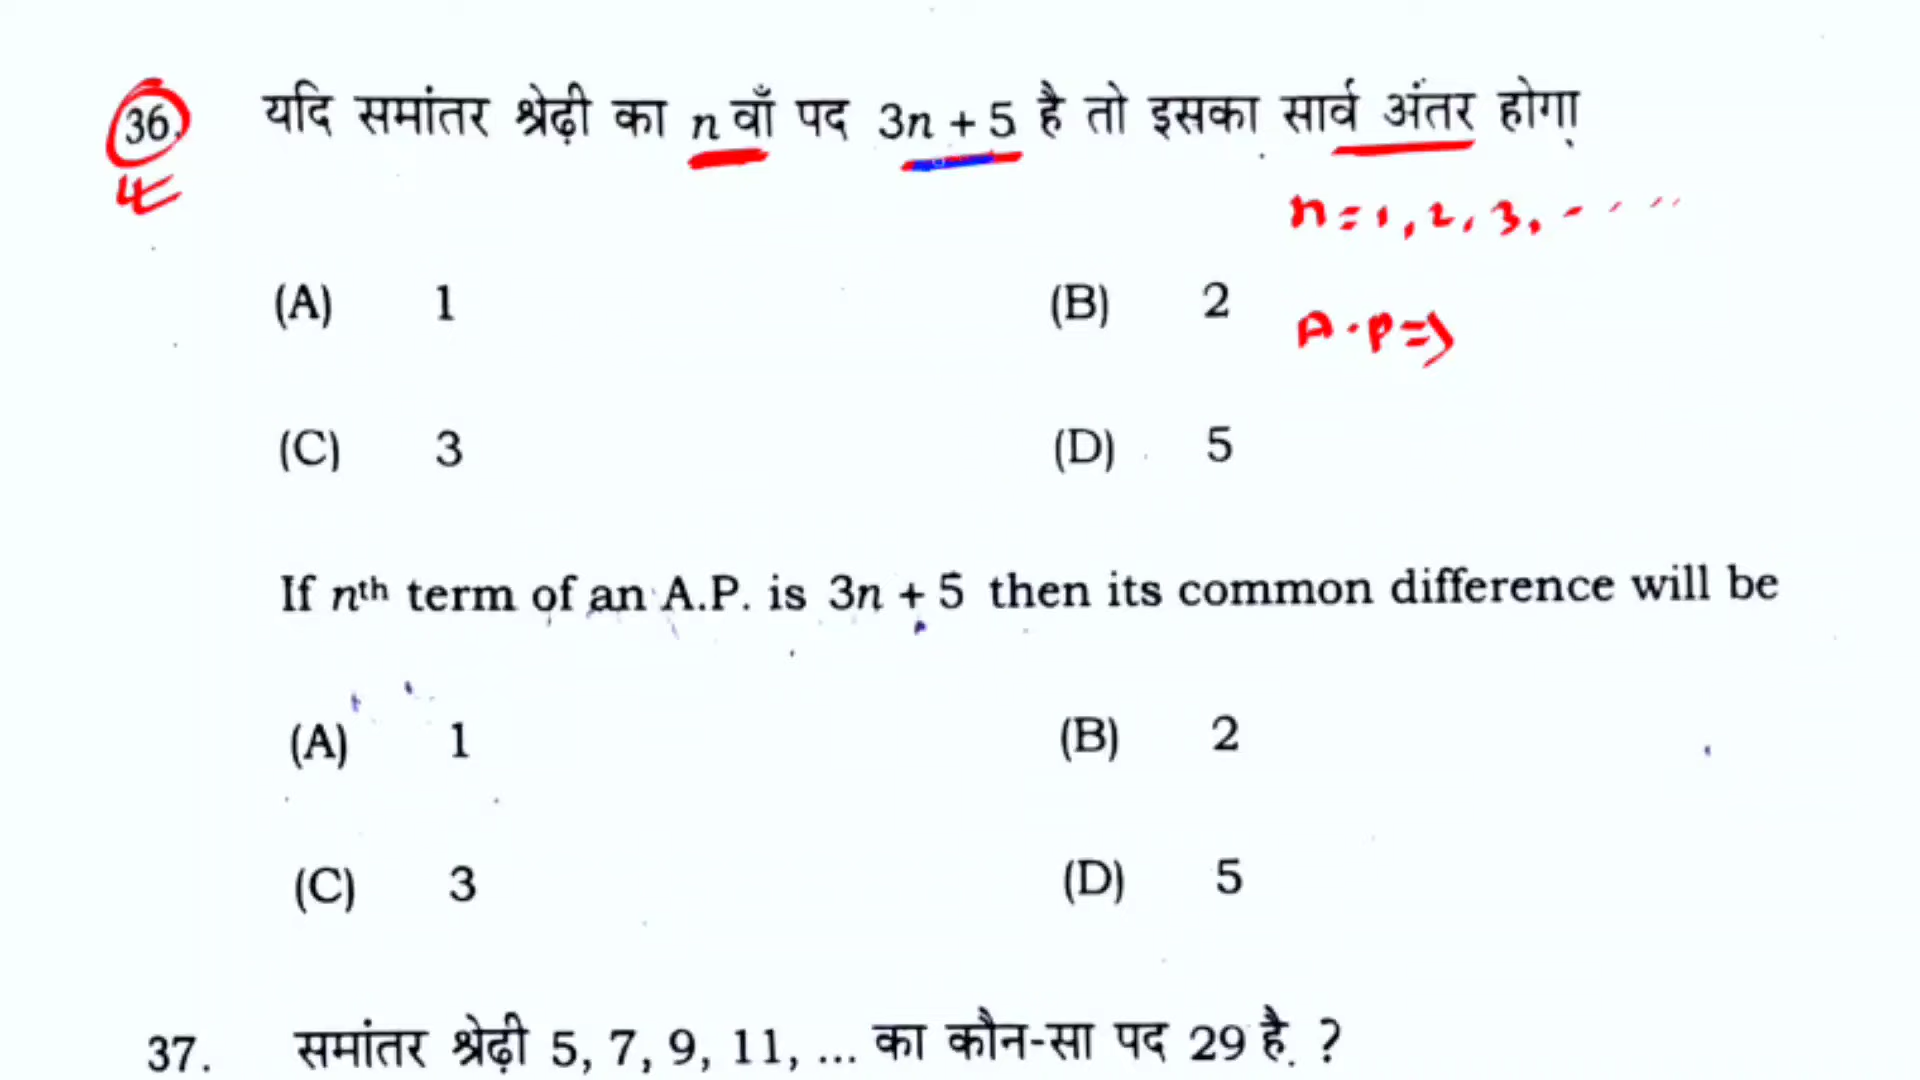 36. यदि समांतर श्रेढ़ी का n वाँ पद 3n + 5 है तो इसका सार्व अंतर होगा
n = 1, 2, 3, - . . . .
(A) 1 (B) 2
A.P ⇒
(C) 3 (D) 5
If nth term of an A.P. is 3n + 5 then its common difference will be
(A) 1 (B) 2
(C) 3 (D) 5
37. समांतर श्रेढ़ी 5, 7, 9, 11, ... का कौन-सा पद 29 है ?